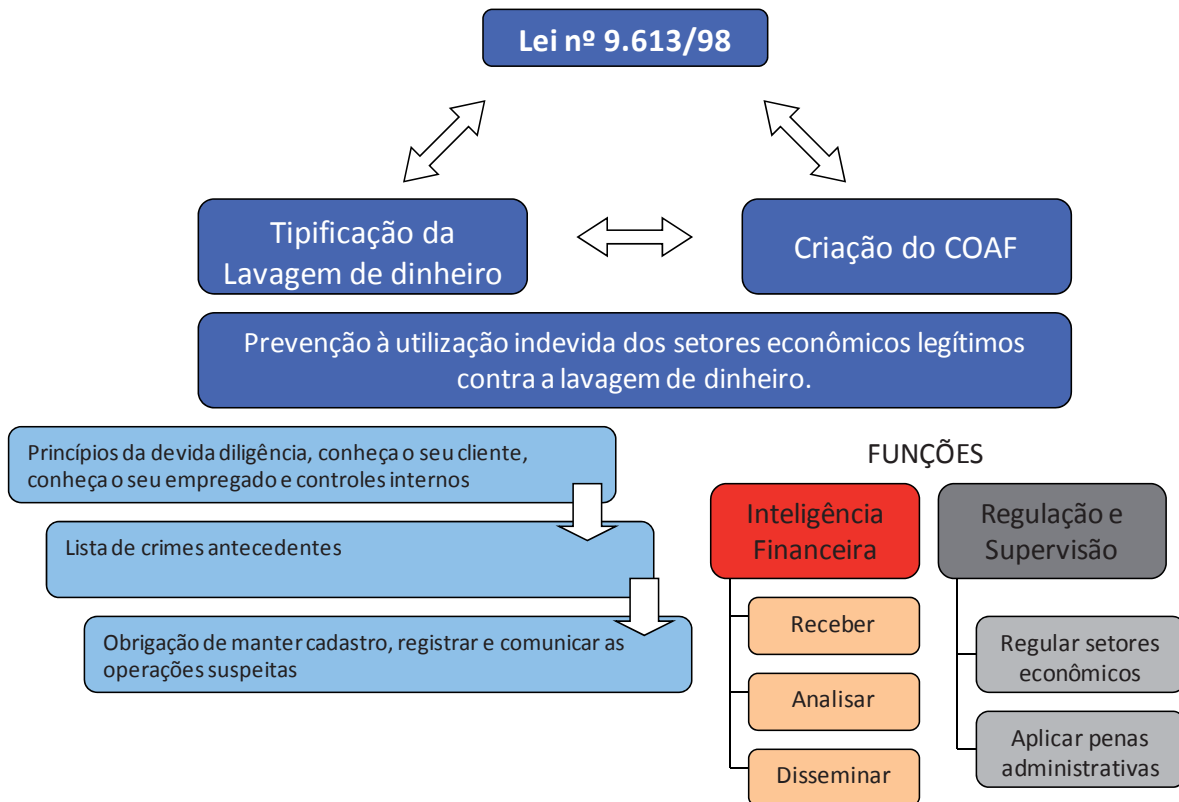 Lei nº 9.613/98
Tipificação da
Lavagem de dinheiro
Criação do COAF
Prevenção à utilização indevida dos setores econômicos legítimos
contra a lavagem de dinheiro.
Princípios da devida diligência, conheça o seu cliente,
conheça o seu empregado e controles internos
Lista de crimes antecedentes
Obrigação de manter cadastro, registrar e comunicar as
operações suspeitas
FUNÇÕES
Inteligência
Financeira
Receber
Analisar
Disseminar
Regulação e
Supervisão
Regular setores
econômicos
Aplicar penas
administrativas